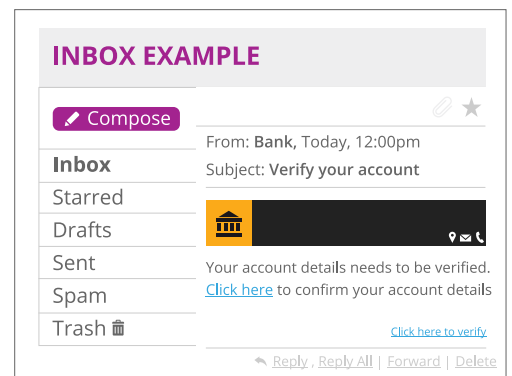 INBOX EXAMPLE
Compose
Inbox
Starred
Drafts
Sent
Spam
Trash
From: Bank, Today, 12:00pm
Subject: Verify your account
Your account details needs to be verified.
Click here to confirm your account details
Click here to verify
Reply , Reply All | Forward | Delete